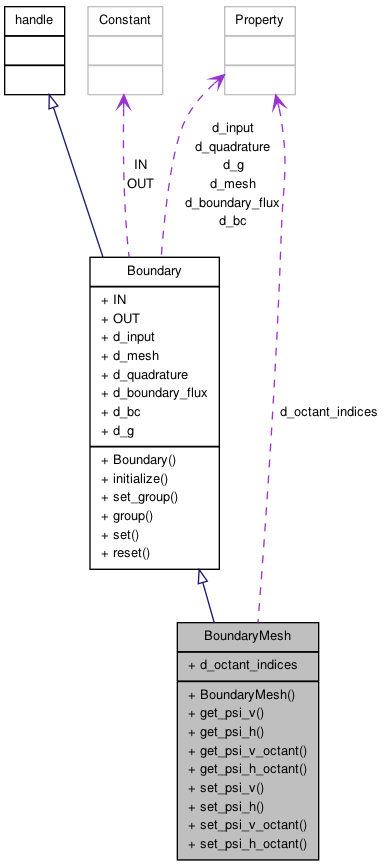 handle
Constant
Property
IN
OUT
d_input
d_quadrature
d_g
d_mesh
d_boundary_flux
d_bc
Boundary
+ IN
+ OUT
+ d_input
+ d_mesh
+ d_quadrature
+ d_boundary_flux
+ d_bc
+ d_g
+ Boundary()
+ initialize()
+ set_group()
+ group()
+ set()
+ reset()
d_octant_indices
BoundaryMesh
+ d_octant_indices
+ BoundaryMesh()
+ get_psi_v()
+ get_psi_h()
+ get_psi_v_octant()
+ get_psi_h_octant()
+ set_psi_v()
+ set_psi_h()
+ set_psi_v_octant()
+ set_psi_h_octant()